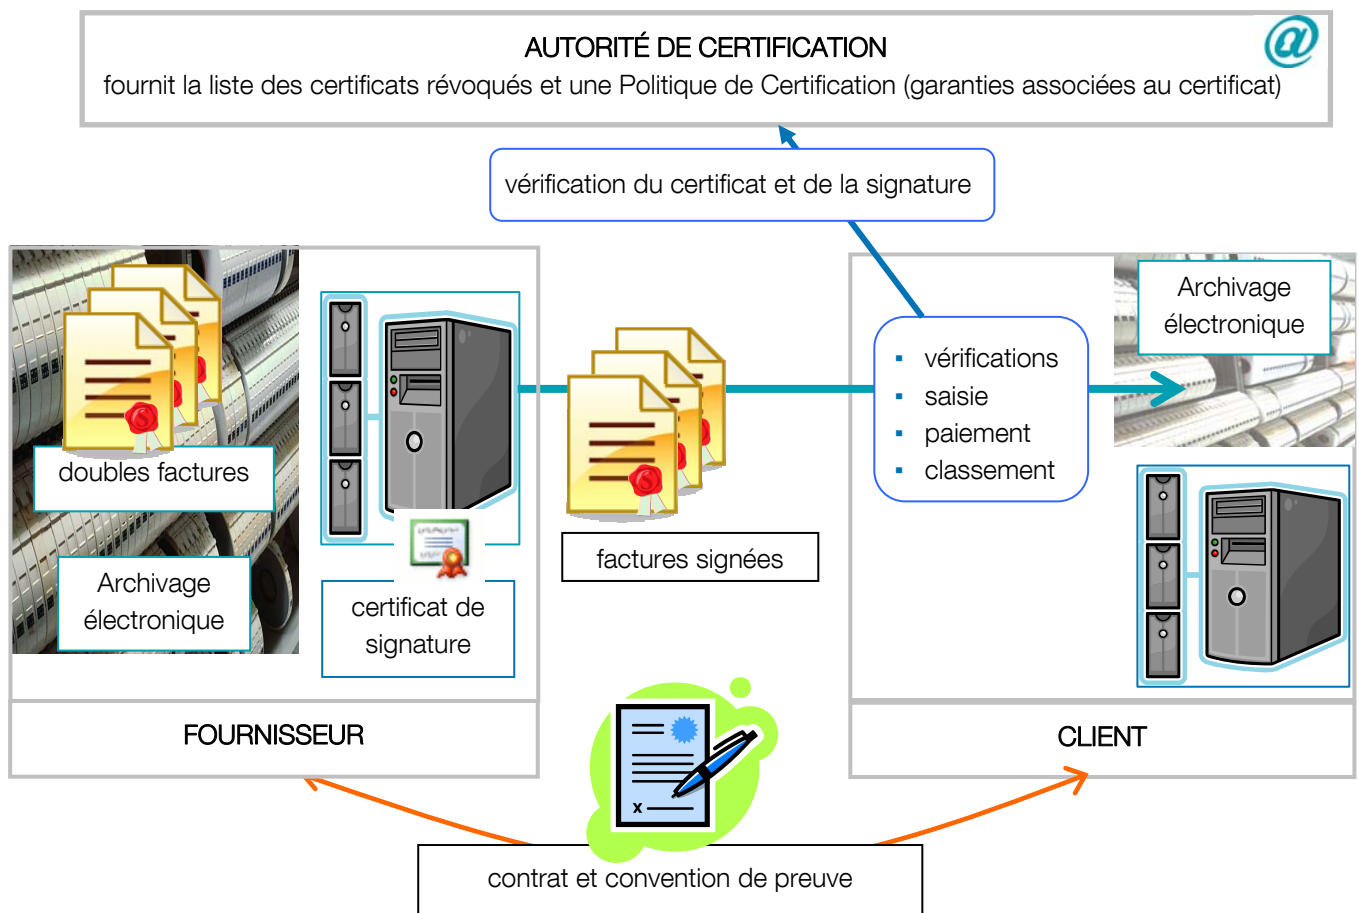 AUTORITÉ DE CERTIFICATION
fournit la liste des certificats révoqués et une Politique de Certification (garanties associées au certificat)
vérification du certificat et de la signature
doubles factures
Archivage
électronique
certificat de
signature
FOURNISSEUR
factures signées
▪ vérifications
▪ saisie
▪ paiement
▪ classement
Archivage
électronique
CLIENT
x
contrat et convention de preuve